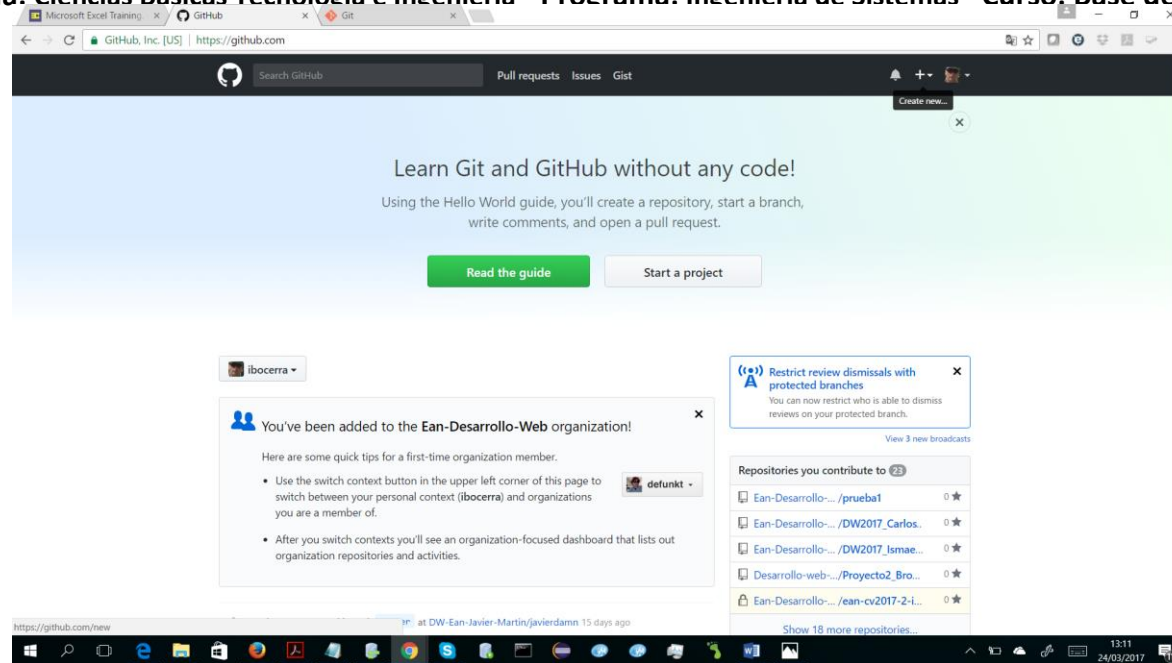 Ciencias Básicas Tecnología e Ingeniería - Programa: Ingeniería de Sistemas - Curso: Base de
Microsoft Excel Training
GitHub
Git
GitHub, Inc. [US] | https://github.com
Search GitHub
Pull requests Issues Gist
Create new...
Learn Git and GitHub without any code!
Using the Hello World guide, you'll create a repository, start a branch,
write comments, and open a pull request.
Read the guide
Start a project
ibocerra
You've been added to the Ean-Desarrollo-Web organization!
Here are some quick tips for a first-time organization member.
• Use the switch context button in the upper left corner of this page to
switch between your personal context (ibocerra) and organizations
you are a member of.
defunkt
• After you switch contexts you'll see an organization-focused dashboard that lists out
organization repositories and activities.
at DW-Ean-Javier-Martin/javierdamn 15 days ago
Restrict review dismissals with
protected branches
You can now restrict who is able to dismiss
reviews on your protected branch.
View 3 new broadcasts
Repositories you contribute to 23
Ean-Desarrollo-... /prueba1 0
Ean-Desarrollo-... /DW2017_Carlos.. 0
Ean-Desarrollo-... /DW2017_Ismae... 0
Desarrollo-web-.../Proyecto2_Bro... 0
Ean-Desarrollo-... /ean-cv2017-2-i... 0
Show 18 more repositories...
https://github.com/new
13:11
24/03/2017